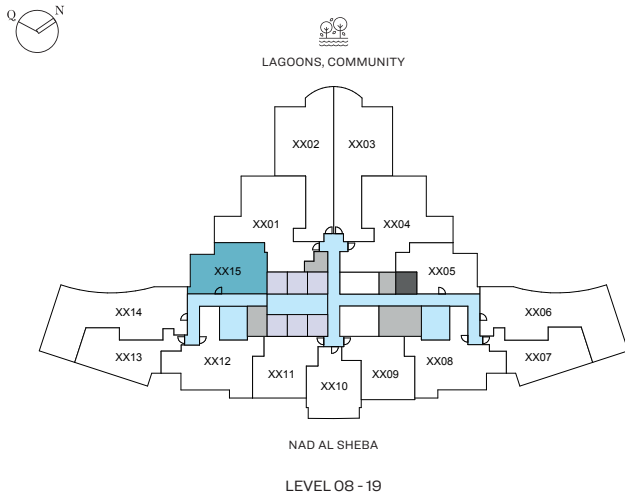 Q N
LAGOONS, COMMUNITY
XX02 XX03
XX01 XX04
XX15 XX05
XX14 XX06
XX13 XX12 XX08 XX07
XX11 XX10 XX09
NAD AL SHEBA
LEVEL 08 - 19